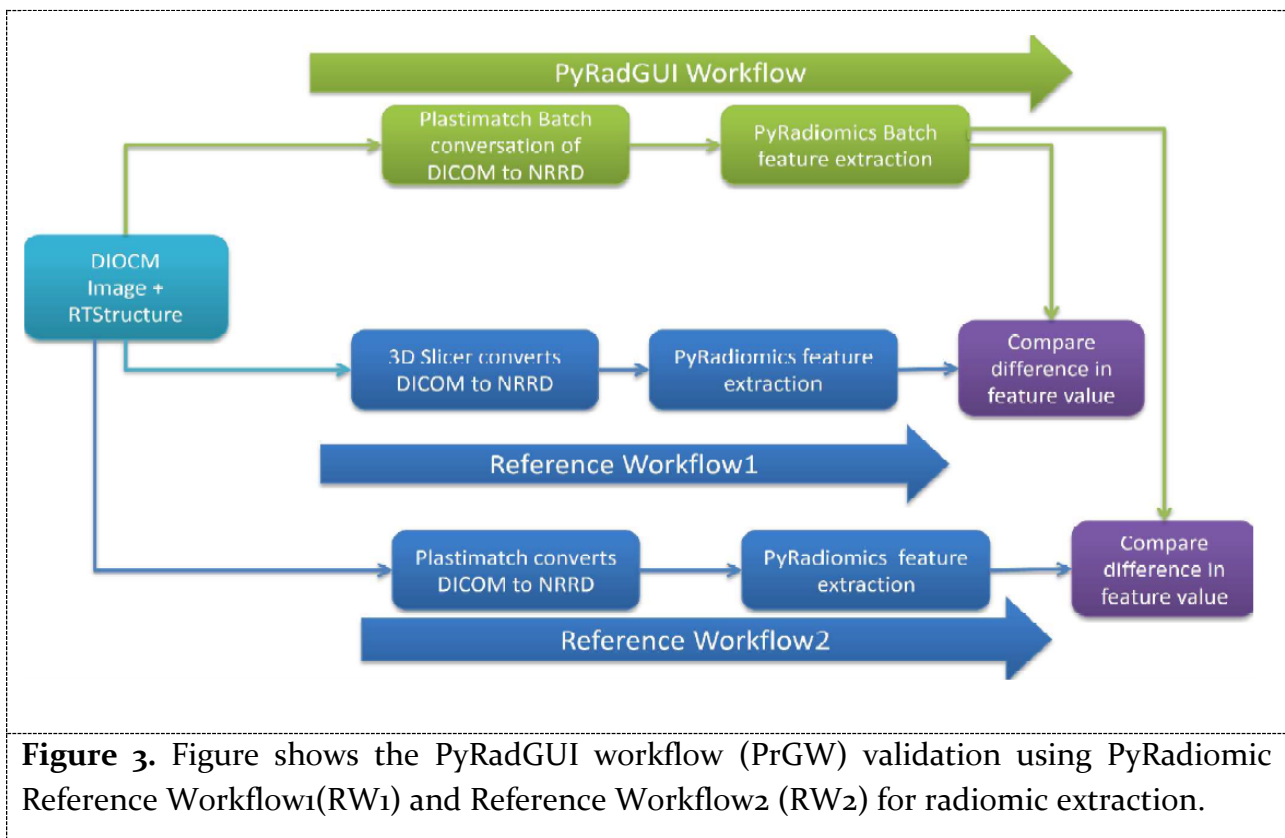 PyRadGUI Workflow
Plastimatch Batch
conversation of
DICOM to NRRD
PyRadiomics Batch
feature extraction
DIOCM
Image +
RTStructure
3D Slicer converts
DICOM to NRRD
PyRadiomics feature
extraction
Compare
difference in
feature value
Reference Workflow1
Plastimatch converts
DICOM to NRRD
PyRadiomics feature
extraction
Compare
difference in
feature value
Reference Workflow2
Figure 3. Figure shows the PyRadGUI workflow (PrGW) validation using PyRadiomic
Reference Workflow1(RW1) and Reference Workflow2 (RW2) for radiomic extraction.